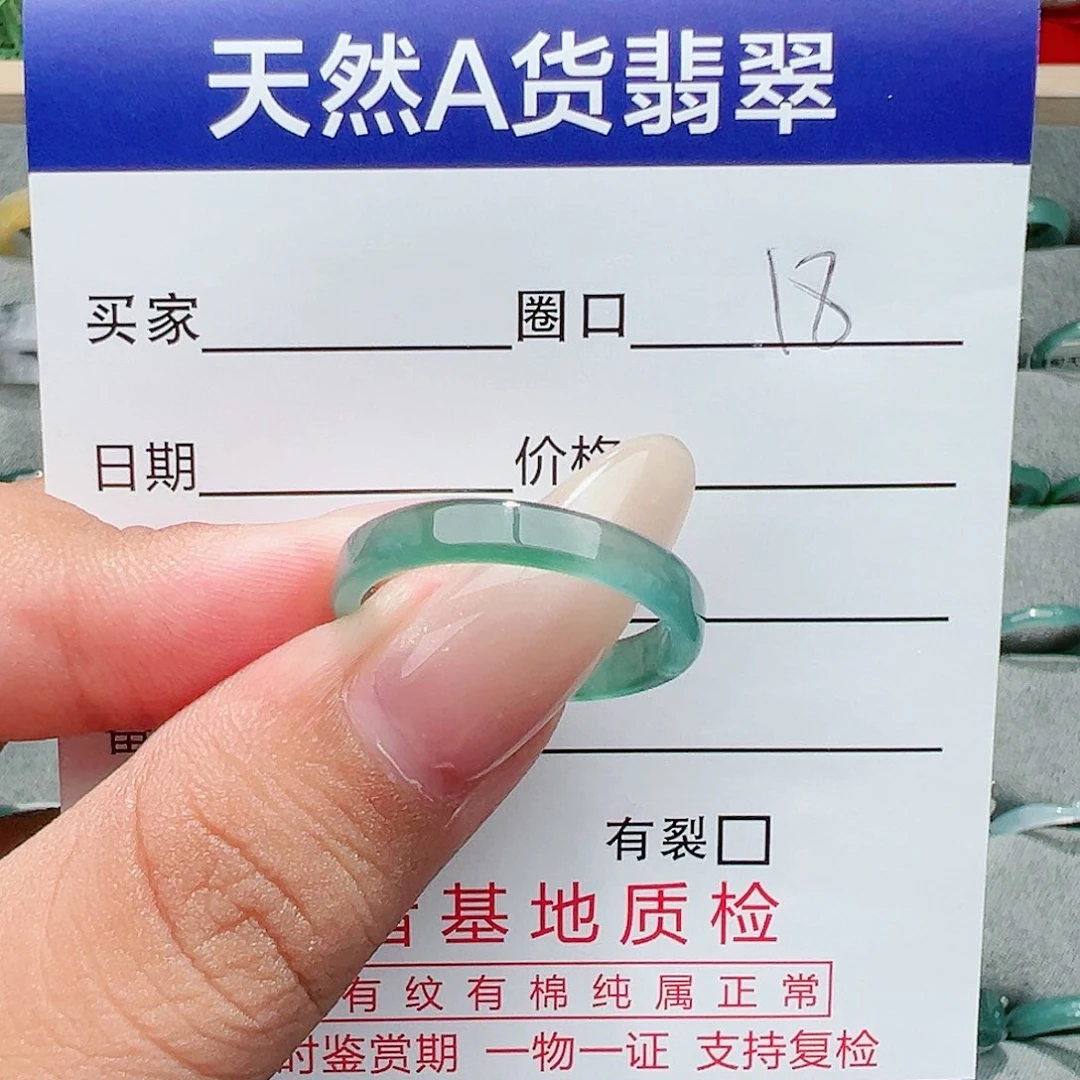 天然A货翡翠
买家 圈口 18
日期 价格
有裂
基地质检
有纹有棉纯属正常
时鉴赏期 一物一证 支持复检